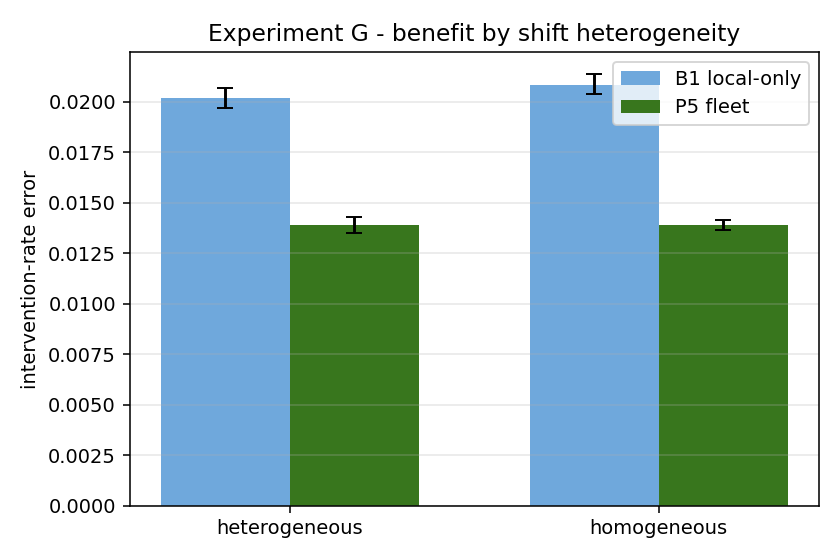 Experiment G - benefit by shift heterogeneity
B1 local-only
P5 fleet
intervention-rate error
0.0200
0.0175
0.0150
0.0125
0.0100
0.0075
0.0050
0.0025
0.0000
heterogeneous
homogeneous